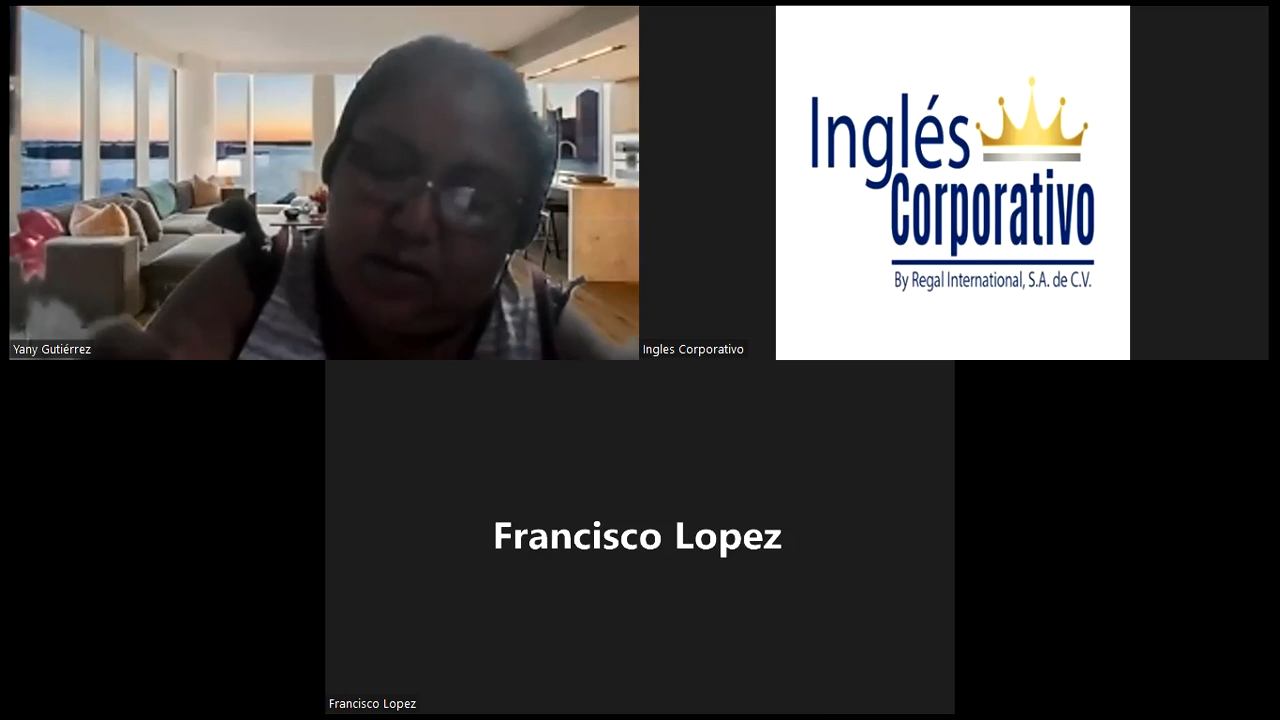 Inglés
Corporativo
By Regal International, S.A. de C.V.
Yany Gutiérrez
Ingles Corporativo
Francisco Lopez
Francisco Lopez